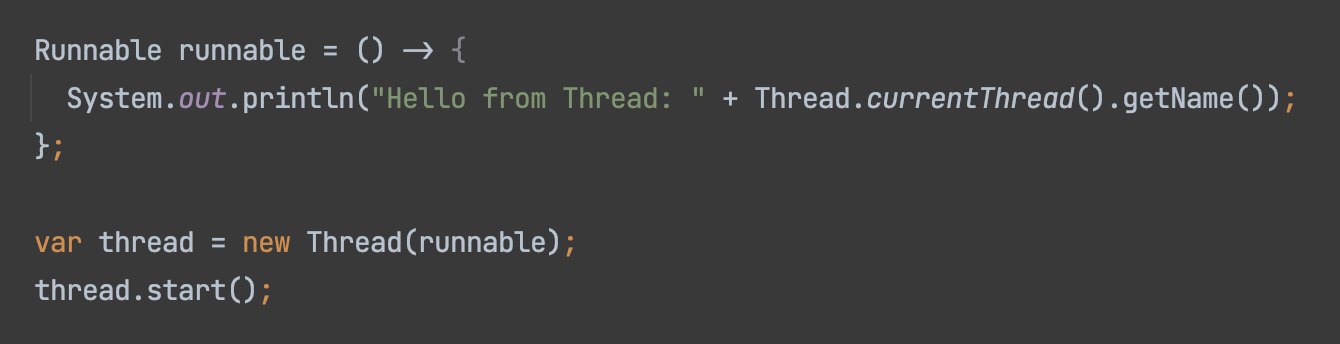 Runnable runnable = () -> {
  System.out.println("Hello from Thread: " + Thread.currentThread().getName());
};

var thread = new Thread(runnable);
thread.start();